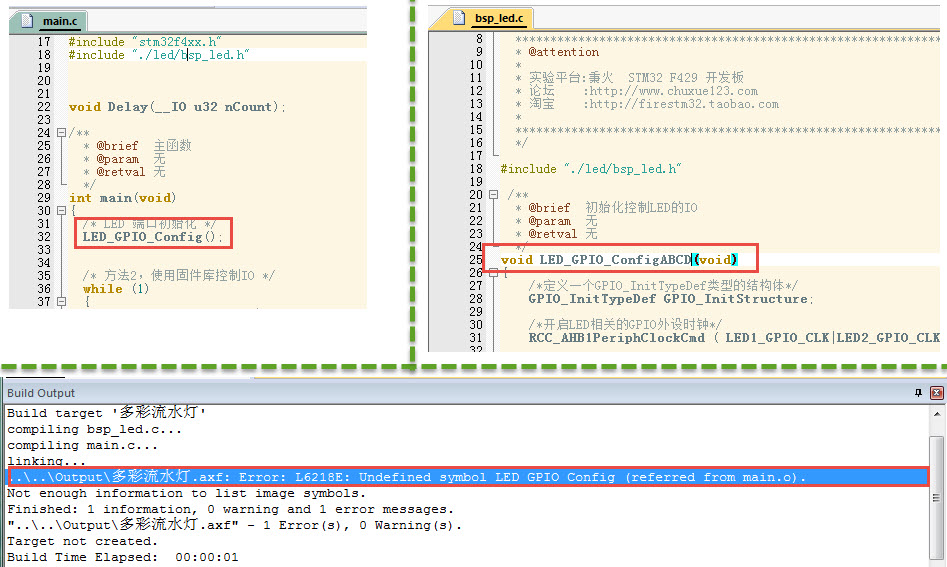 main.c
17 #include "stm32f4xx.h"
18 #include "./led/bsp_led.h"
19
20
21
22 void Delay(__IO u32 nCount);
23
24 /**
25 * @brief 主函数
26 * @param 无
27 * @retval 无
28 */
29 int main(void)
30 {
31 /* LED 端口初始化 */
32 LED_GPIO_Config();
33
34
35 /* 方法2，使用固件库控制IO */
36 while (1)
37 {
bsp_led.c
8 ******************************************************************
9 * @attention
10 *
11 * 实验平台:秉火 STM32 F429 开发板
12 * 论坛 :http://www.chuxue123.com
13 * 淘宝 :http://firestm32.taobao.com
14 *
15 ******************************************************************
16 */
17
18 #include "./led/bsp_led.h"
19
20 /**
21 * @brief 初始化控制LED的IO
22 * @param 无
23 * @retval 无
24 */
25 void LED_GPIO_ConfigABCD(void)
26 {
27 /*定义一个GPIO_InitTypeDef类型的结构体*/
28 GPIO_InitTypeDef GPIO_InitStructure;
29
30 /*开启LED相关的GPIO外设时钟*/
31 RCC_AHB1PeriphClockCmd ( LED1_GPIO_CLK|LED2_GPIO_CLK
32
Build Output
Build target '多彩流水灯'
compiling bsp_led.c...
compiling main.c...
linking...
..\..\Output\多彩流水灯.axf: Error: L6218E: Undefined symbol LED_GPIO_Config (referred from main.o).
Not enough information to list image symbols.
Finished: 1 information, 0 warning and 1 error messages.
"..\..\Output\多彩流水灯.axf" - 1 Error(s), 0 Warning(s).
Target not created.
Build Time Elapsed: 00:00:01